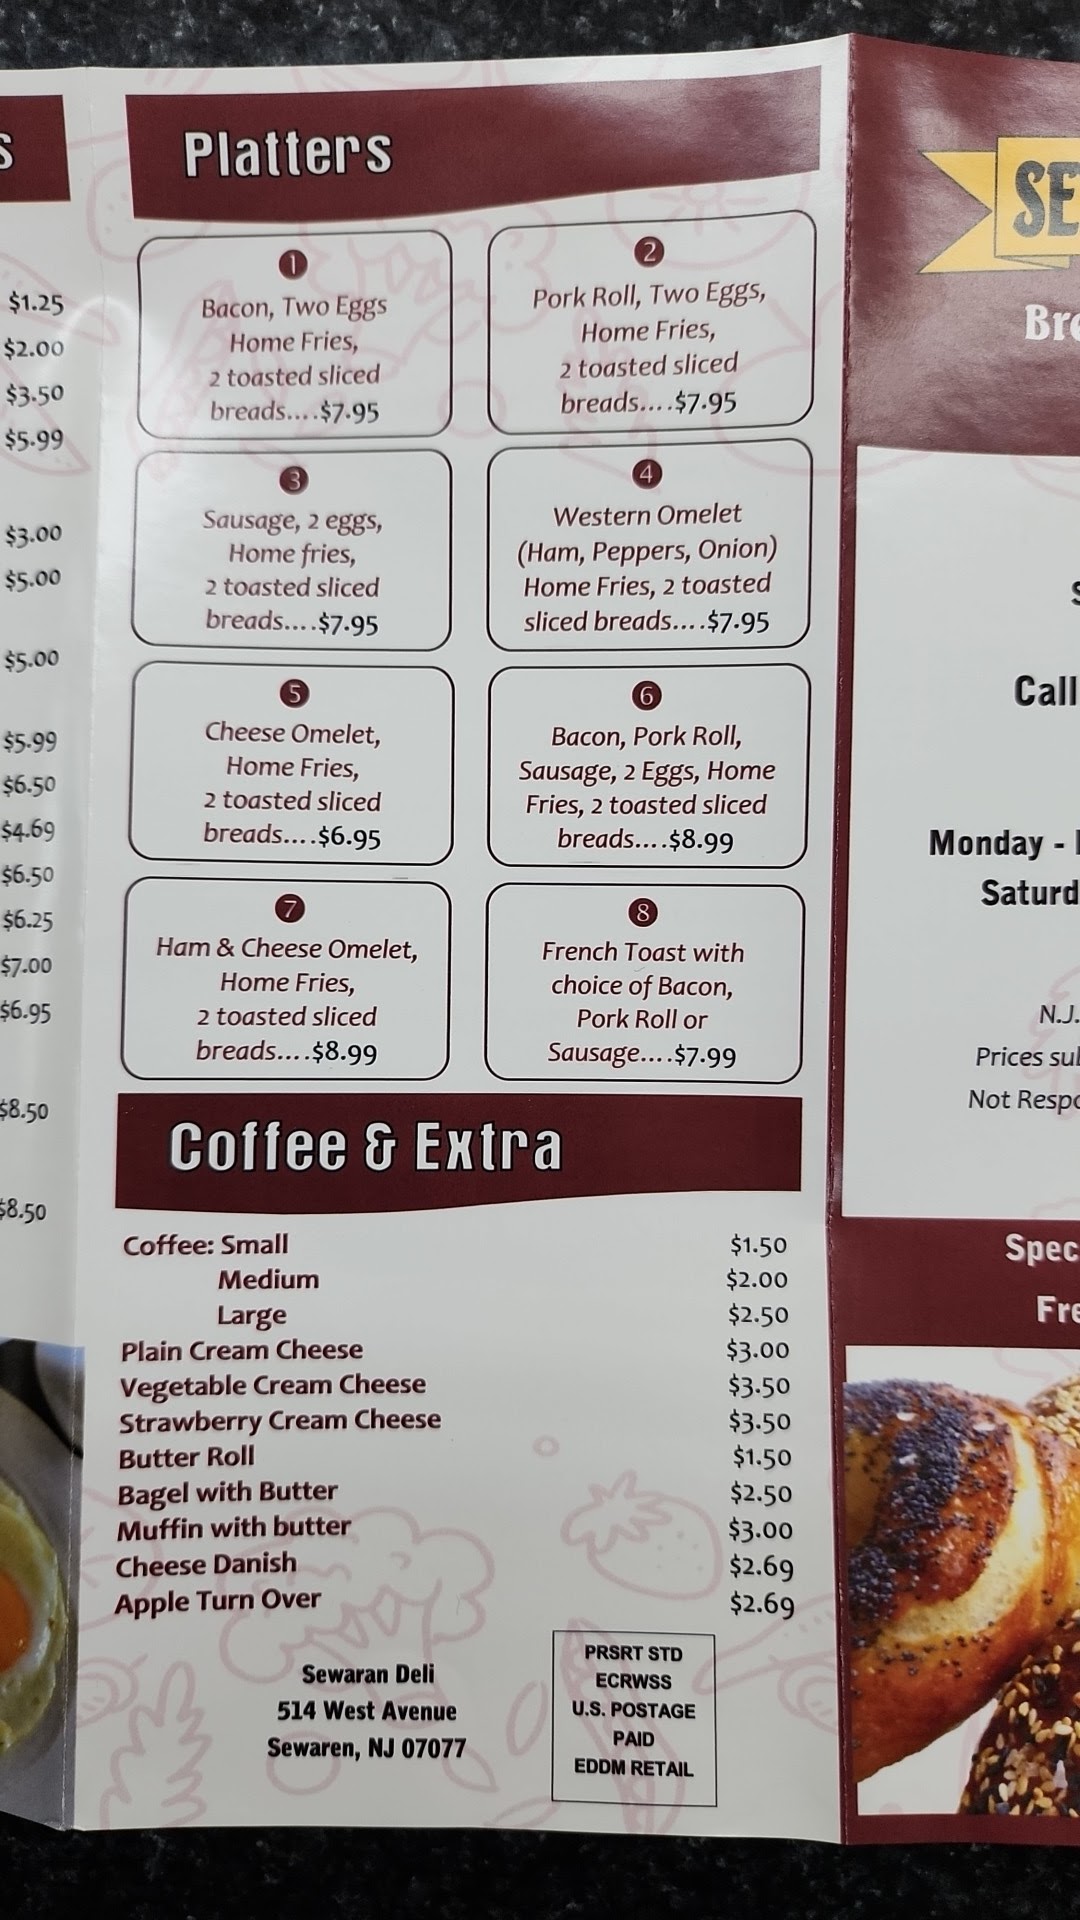 $1.25
$2.00
$3.50
$5.99
$3.00
$5.00
$5.00
$5.99
$6.50
$4.69
$6.50
$6.25
$7.00
$6.95
$8.50
$8.50
Platters
1
Bacon, Two Eggs
Home Fries,
2 toasted sliced
breads....$7.95
2
Pork Roll, Two Eggs,
Home Fries,
2 toasted sliced
breads....$7.95
3
Sausage, 2 eggs,
Home fries,
2 toasted sliced
breads....$7.95
4
Western Omelet
(Ham, Peppers, Onion)
Home Fries, 2 toasted
sliced breads....$7.95
5
Cheese Omelet,
Home Fries,
2 toasted sliced
breads....$6.95
6
Bacon, Pork Roll,
Sausage, 2 Eggs, Home
Fries, 2 toasted sliced
breads....$8.99
7
Ham & Cheese Omelet,
Home Fries,
2 toasted sliced
breads....$8.99
8
French Toast with
choice of Bacon,
Pork Roll or
Sausage....$7.99
Coffee & Extra
Coffee: Small $1.50
Medium $2.00
Large $2.50
Plain Cream Cheese $3.00
Vegetable Cream Cheese $3.50
Strawberry Cream Cheese $3.50
Butter Roll $1.50
Bagel with Butter $2.50
Muffin with butter $3.00
Cheese Danish $2.69
Apple Turn Over $2.69
Sewaran Deli
514 West Avenue
Sewaren, NJ 07077
PRSRT STD
ECRWSS
U.S. POSTAGE
PAID
EDDM RETAIL
Call
Monday -
N.J.
Prices
Not